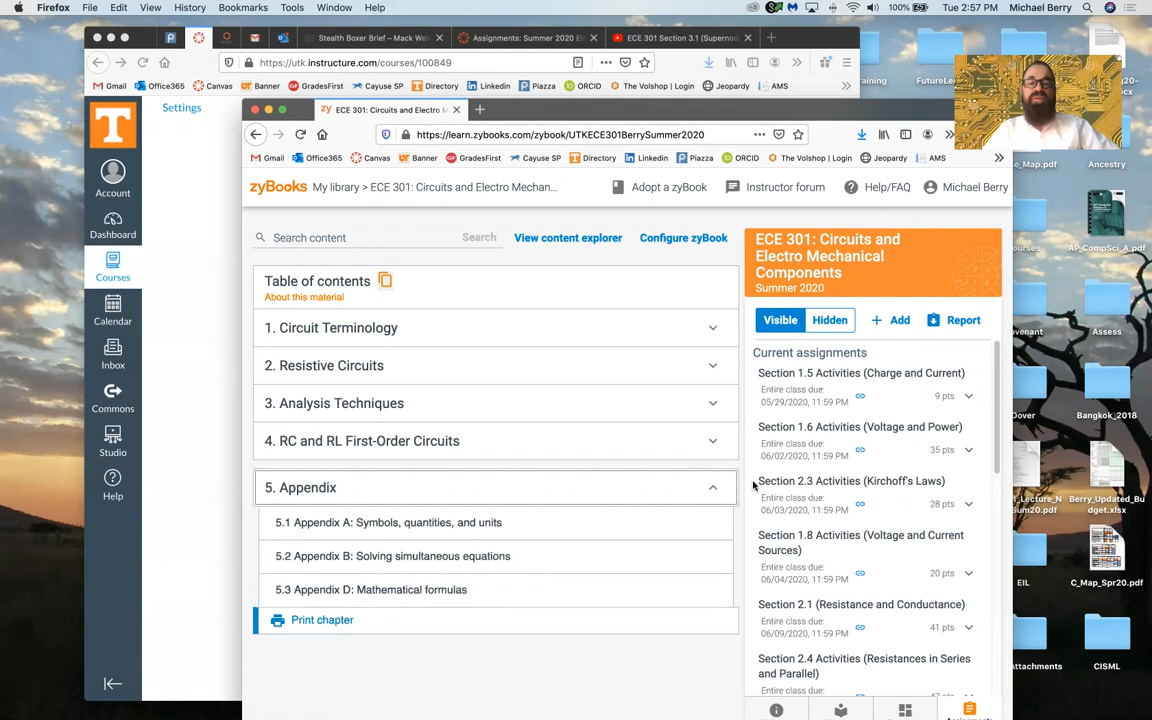 Firefox File Edit View History Bookmarks Tools Window Help 100% Tue 2:57 PM Michael Berry
Stealth Boxer Brief – Mack Wel Assignments: Summer 2020 E ECE 301 Section 3.1 (Supernod
https://utk.instructure.com/courses/100849
Gmail Office365 Canvas Banner GradesFirst Cayuse SP Directory Linkedin Piazza ORCID The Volshop | Login Jeopardy AMS
Settings
T
Account
Dashboard
Courses
Calendar
Inbox
Commons
Studio
Help
zy ECE 301: Circuits and Electro M
https://learn.zybooks.com/zybook/UTKECE301BerrySummer2020
Gmail Office365 Canvas Banner GradesFirst Cayuse SP Directory Linkedin Piazza ORCID The Volshop | Login Jeopardy AMS
zyBooks My library > ECE 301: Circuits and Electro Mechan... Adopt a zyBook Instructor forum Help/FAQ Michael Berry
Search content Search View content explorer Configure zyBook
Table of contents
About this material
1. Circuit Terminology
2. Resistive Circuits
3. Analysis Techniques
4. RC and RL First-Order Circuits
5. Appendix
5.1 Appendix A: Symbols, quantities, and units
5.2 Appendix B: Solving simultaneous equations
5.3 Appendix D: Mathematical formulas
Print chapter
ECE 301: Circuits and
Electro Mechanical
Components
Summer 2020
Visible Hidden + Add Report
Current assignments
Section 1.5 Activities (Charge and Current)
Entire class due:
05/29/2020, 11:59 PM 9 pts
Section 1.6 Activities (Voltage and Power)
Entire class due:
06/02/2020, 11:59 PM 35 pts
Section 2.3 Activities (Kirchoff's Laws)
Entire class due:
06/03/2020, 11:59 PM 28 pts
Section 1.8 Activities (Voltage and Current
Sources)
Entire class due:
06/04/2020, 11:59 PM 20 pts
Section 2.1 (Resistance and Conductance)
Entire class due:
06/09/2020, 11:59 PM 41 pts
Section 2.4 Activities (Resistances in Series
and Parallel)
raining FutureLe
e_Map.pdf Ancestry
ourses AP_CompSci_A.pdf
ovenant Assess
Dover Bangkok_2018
t_Lecture_N Berry_Updated_Bu
Sum20.pdf dget.xlsx
EIL C_Map_Spr20.pdf
Attachments CISML